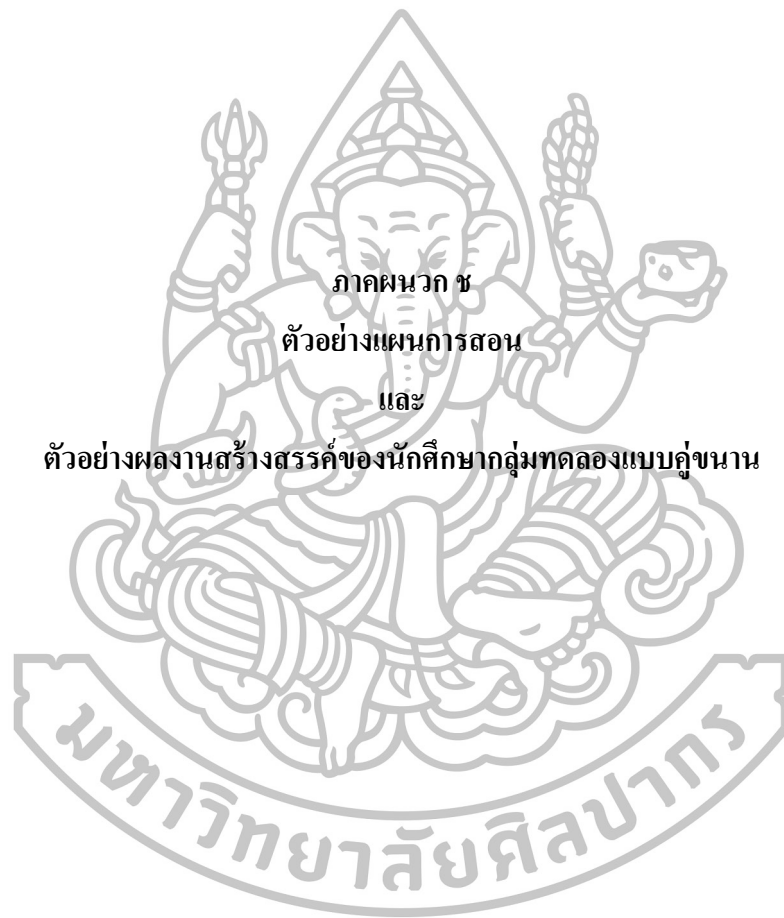 ภาคผนวก ช
ตัวอย่างแผนการสอน
และ
ตัวอย่างผลงานสร้างสรรค์ของนักศึกษากลุ่มทดลองแบบคู่ขนาน
มหาวิทยาลัยศิลปากร